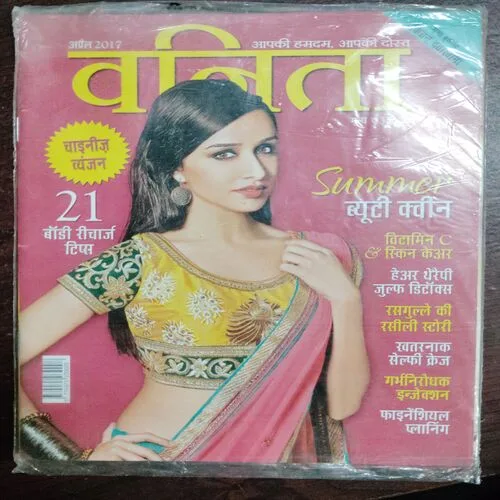 अप्रैल 2017
आपकी हमदम, आपकी दोस्त
वनिता
चाइनीज़
व्यंजन
21
बॉडी रीचार्ज
टिप्स
Summer
ब्यूटी क्वीन
विटामिन C
& स्किन केअर
हेअर थेरैपी
जुल्फ डिटॉक्स
रसगुल्ले की
रसीली स्टोरी
खतरनाक
सेल्फी क्रेज
गर्भनिरोधक
इन्जेक्शन
फाइनेंशियल
प्लानिंग